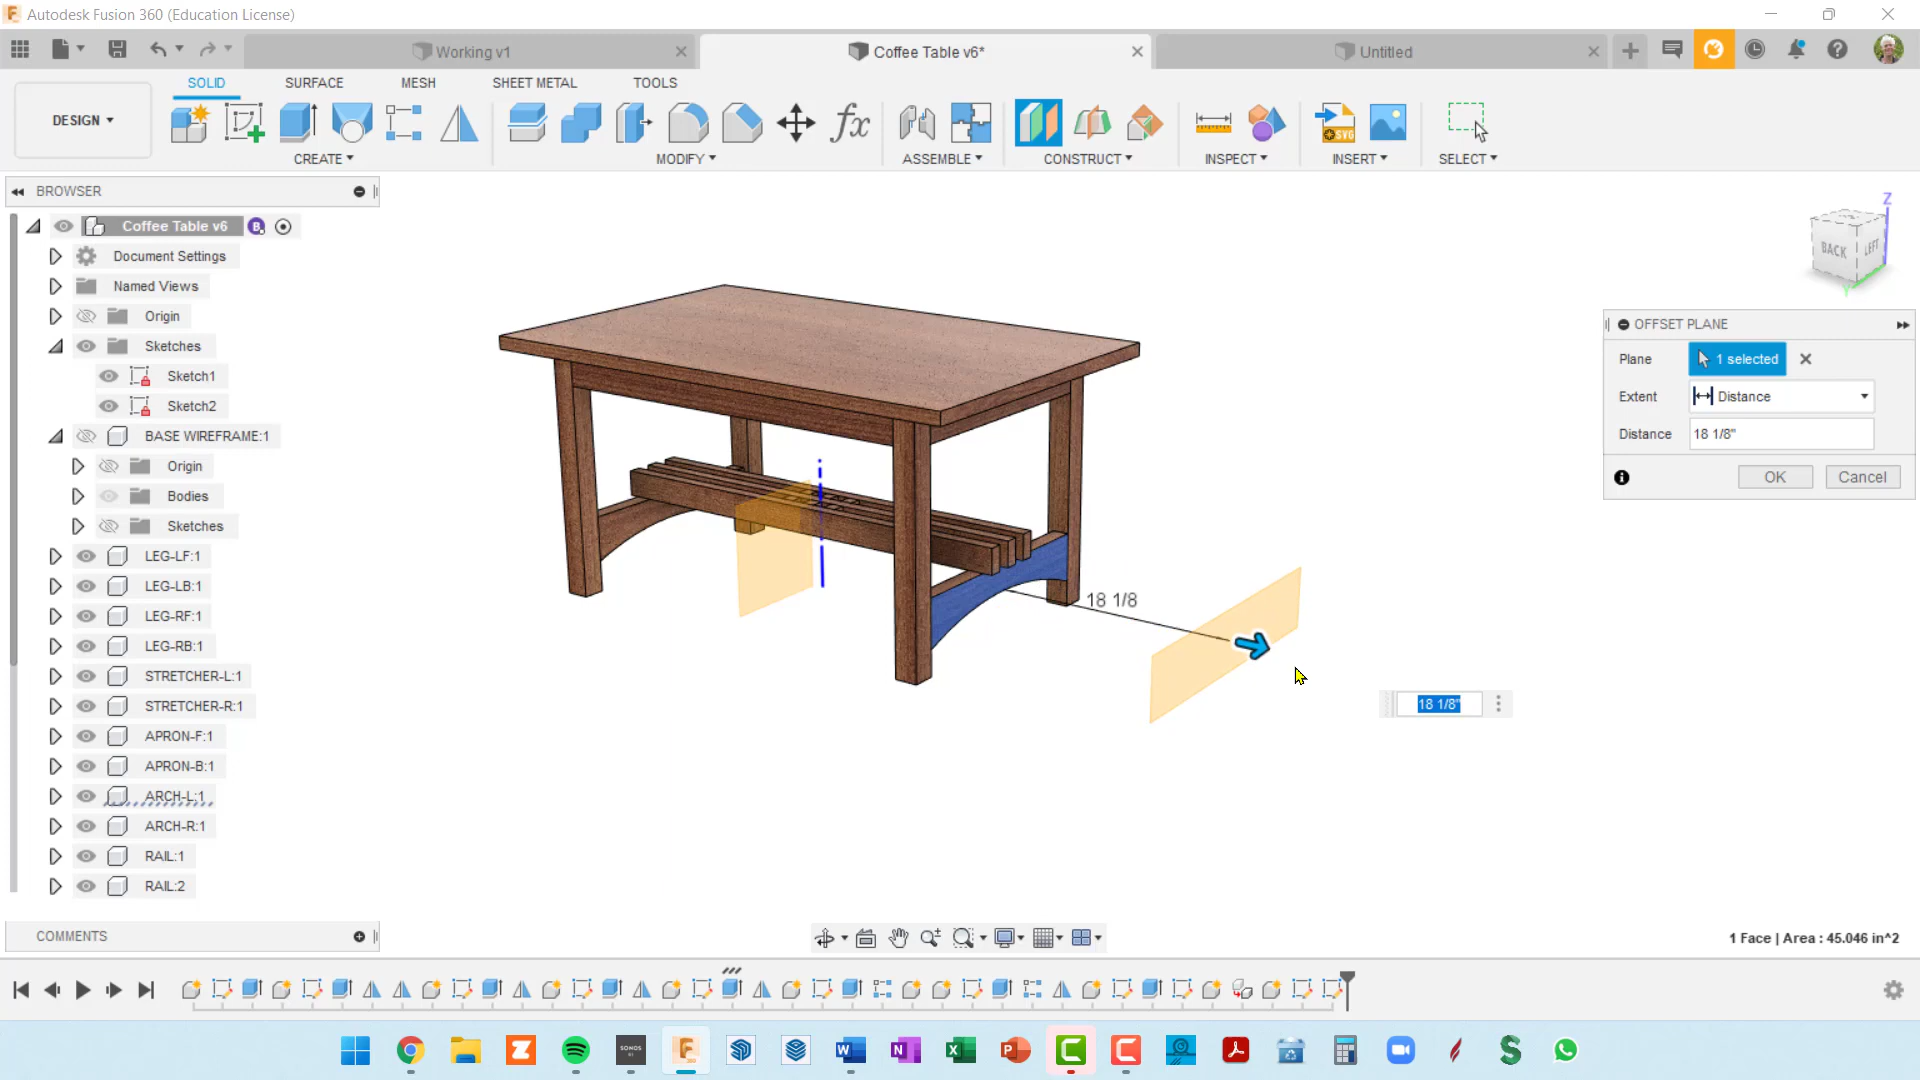 Autodesk Fusion 360 (Education License)
Working v1
Coffee Table v6*
Untitled
SOLID
SURFACE
MESH
SHEET METAL
TOOLS
DESIGN
CREATE
MODIFY
ASSEMBLE
CONSTRUCT
INSPECT
INSERT
SELECT
BROWSER
Coffee Table v6
Document Settings
Named Views
Origin
Sketches
Sketch1
Sketch2
BASE WIREFRAME:1
Origin
Bodies
Sketches
LEG-LF:1
LEG-LB:1
LEG-RF:1
LEG-RB:1
STRETCHER-L:1
STRETCHER-R:1
APRON-F:1
APRON-B:1
ARCH-L:1
ARCH-R:1
RAIL:1
RAIL:2
COMMENTS
18 1/8
18 1/8"
Z
BACK
LEFT
Y
OFFSET PLANE
Plane
1 selected
Extent
Distance
Distance
18 1/8"
OK
Cancel
1 Face | Area : 45.046 in^2